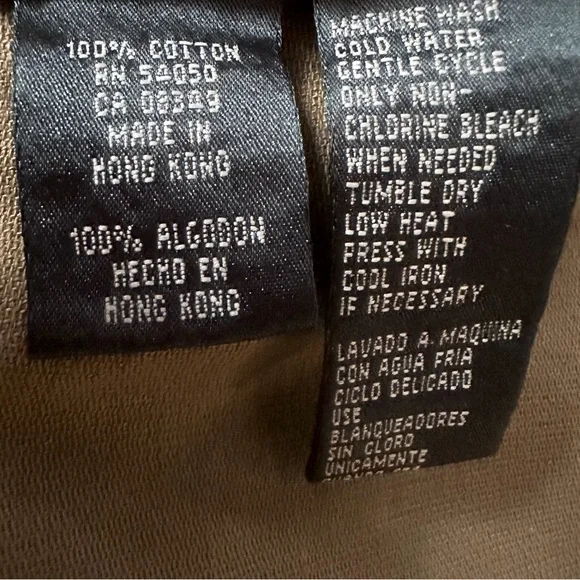 100% COTTON
RN 54050
CA 08349
MADE IN
HONG KONG
100% ALGODON
HECHO EN
HONG KONG
MACHINE WASH
COLD WATER
GENTLE CYCLE
ONLY NON-
CHLORINE BLEACH
WHEN NEEDED
TUMBLE DRY
LOW HEAT
PRESS WITH
COOL IRON
IF NECESSARY
LAVADO A MAQUINA
CON AGUA FRIA
CICLO DELICADO
USE
BLANQUEADORES
SIN CLORO
UNICAMENTE